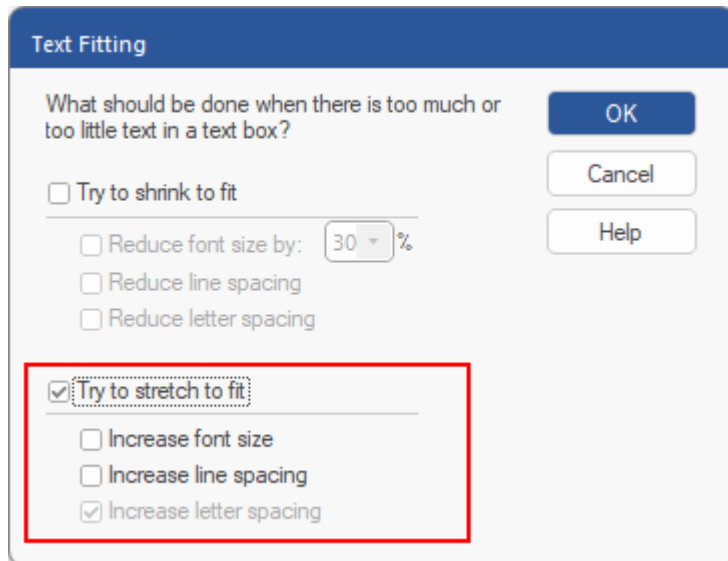 Text Fitting
What should be done when there is too much or
too little text in a text box?
OK
Cancel
Help
Try to shrink to fit
Reduce font size by: 30 %
Reduce line spacing
Reduce letter spacing
Try to stretch to fit
Increase font size
Increase line spacing
Increase letter spacing